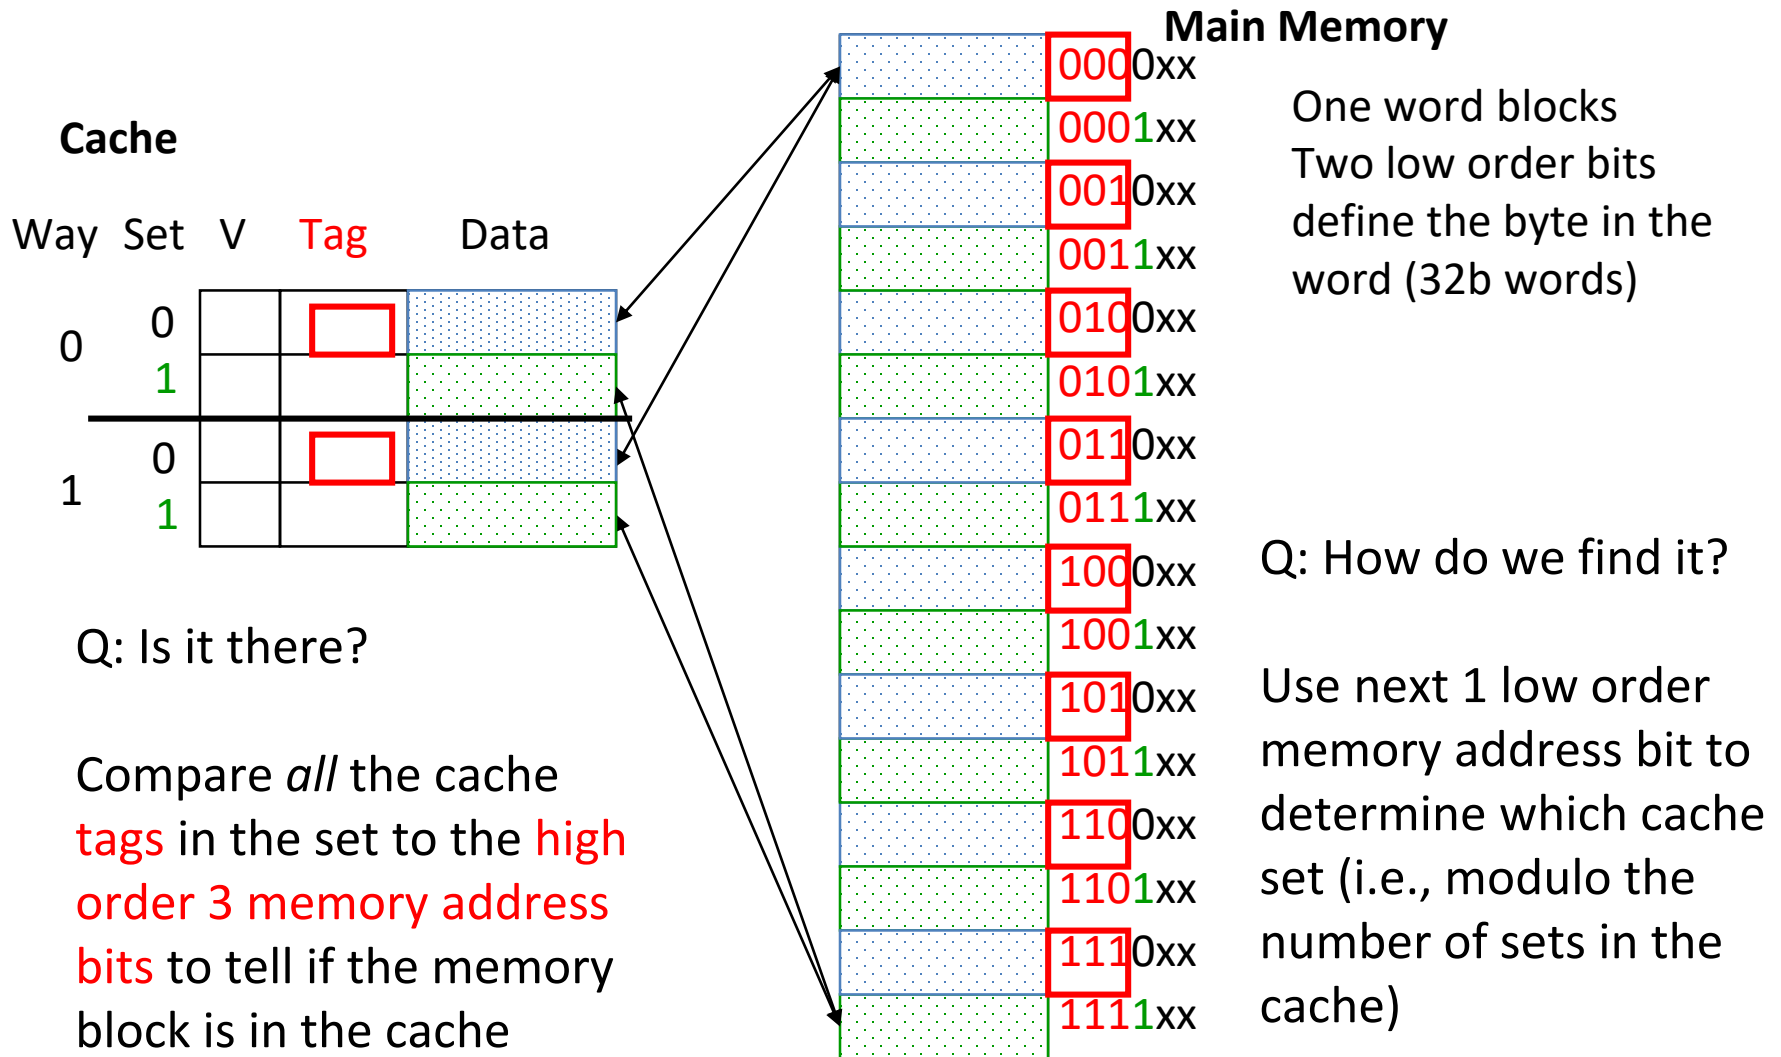 Main Memory
Cache
Way Set V Tag Data
0
0
1
1
0
1
0000xx
0001xx
0010xx
0011xx
0100xx
0101xx
0110xx
0111xx
1000xx
1001xx
1010xx
1011xx
1100xx
1101xx
1110xx
1111xx
One word blocks
Two low order bits
define the byte in the
word (32b words)
Q: Is it there?
Compare all the cache
tags in the set to the high
order 3 memory address
bits to tell if the memory
block is in the cache
Q: How do we find it?
Use next 1 low order
memory address bit to
determine which cache
set (i.e., modulo the
number of sets in the
cache)